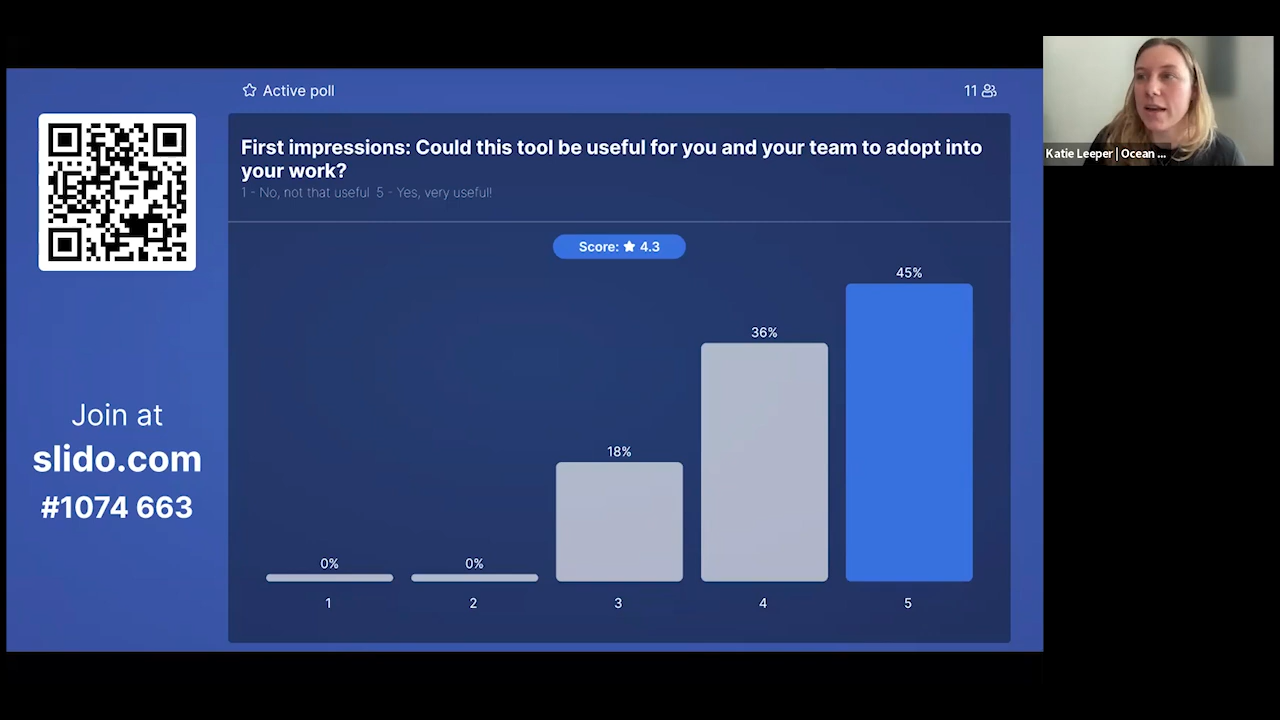 Active poll
11
First impressions: Could this tool be useful for you and your team to adopt into
your work?
1 - No, not that useful 5 - Yes, very useful!
Score: ★ 4.3
0%
0%
18%
36%
45%
1
2
3
4
5
Join at
slido.com
#1074 663
Katie Leeper | Ocean ...